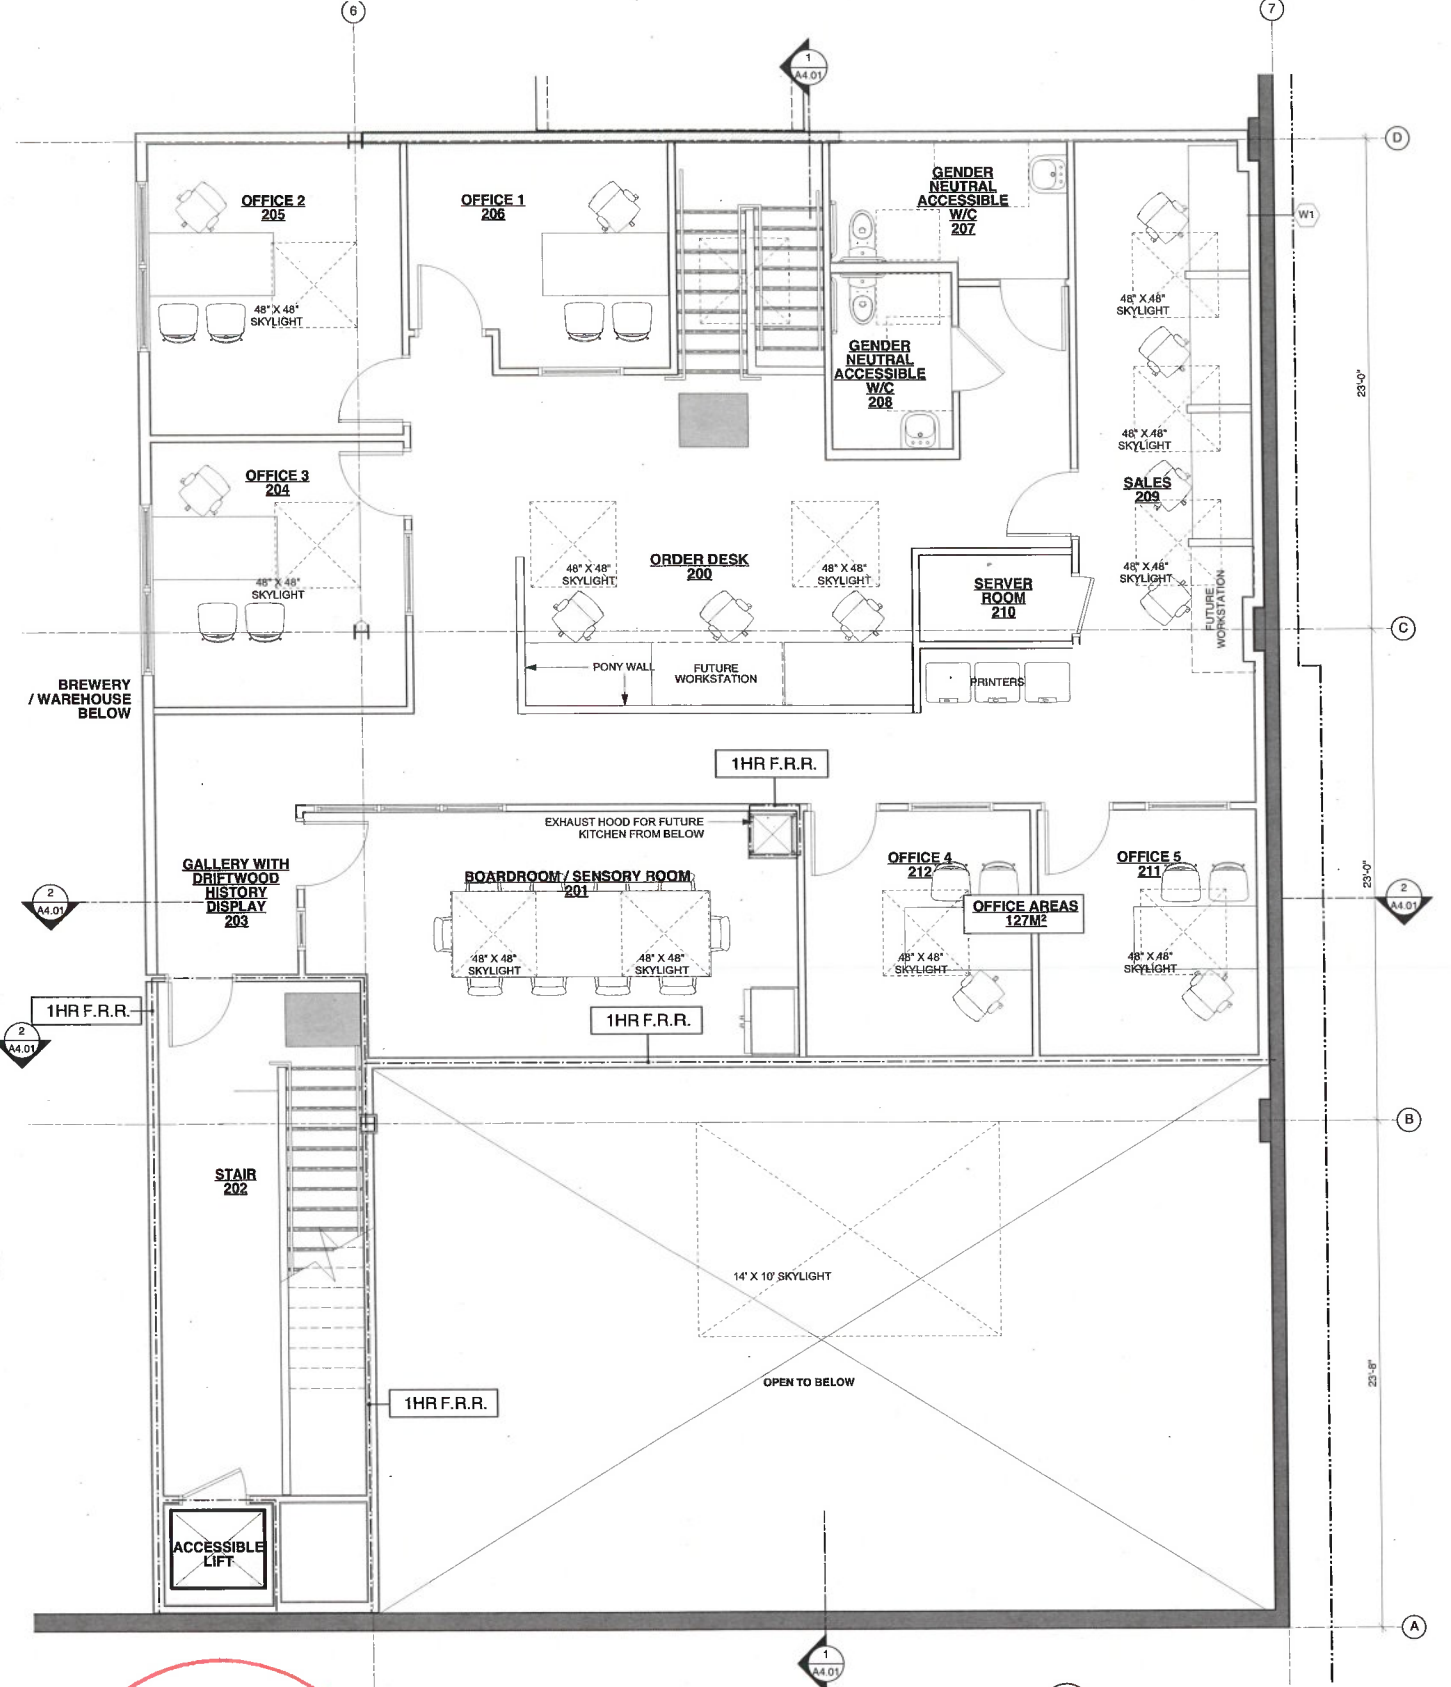 6
7
1
A4.01
D
OFFICE 2
205
OFFICE 1
206
GENDER
NEUTRAL
ACCESSIBLE
W/C
207
W1
48" X 48"
SKYLIGHT
48" X 48"
SKYLIGHT
GENDER
NEUTRAL
ACCESSIBLE
W/C
208
23'-0"
48" X 48"
SKYLIGHT
OFFICE 3
204
SALES
209
ORDER DESK
200
48" X 48"
SKYLIGHT
48" X 48"
SKYLIGHT
48" X 48"
SKYLIGHT
48" X 48"
SKYLIGHT
SERVER
ROOM
210
FUTURE
WORKSTATION
C
PONY WALL
FUTURE
WORKSTATION
PRINTERS
BREWERY
/ WAREHOUSE
BELOW
1HR F.R.R.
EXHAUST HOOD FOR FUTURE
KITCHEN FROM BELOW
GALLERY WITH
DRIFTWOOD
HISTORY
DISPLAY
203
BOARDROOM / SENSORY ROOM
201
OFFICE 4
212
OFFICE 5
211
23'-0"
2
A4.01
OFFICE AREAS
127M²
2
A4.01
48" X 48"
SKYLIGHT
48" X 48"
SKYLIGHT
48" X 48"
SKYLIGHT
48" X 48"
SKYLIGHT
1HR F.R.R.
1HR F.R.R.
2
A4.01
B
STAIR
202
14' X 10' SKYLIGHT
OPEN TO BELOW
23'-8"
1HR F.R.R.
ACCESSIBLE
LIFT
A
1
A4.01